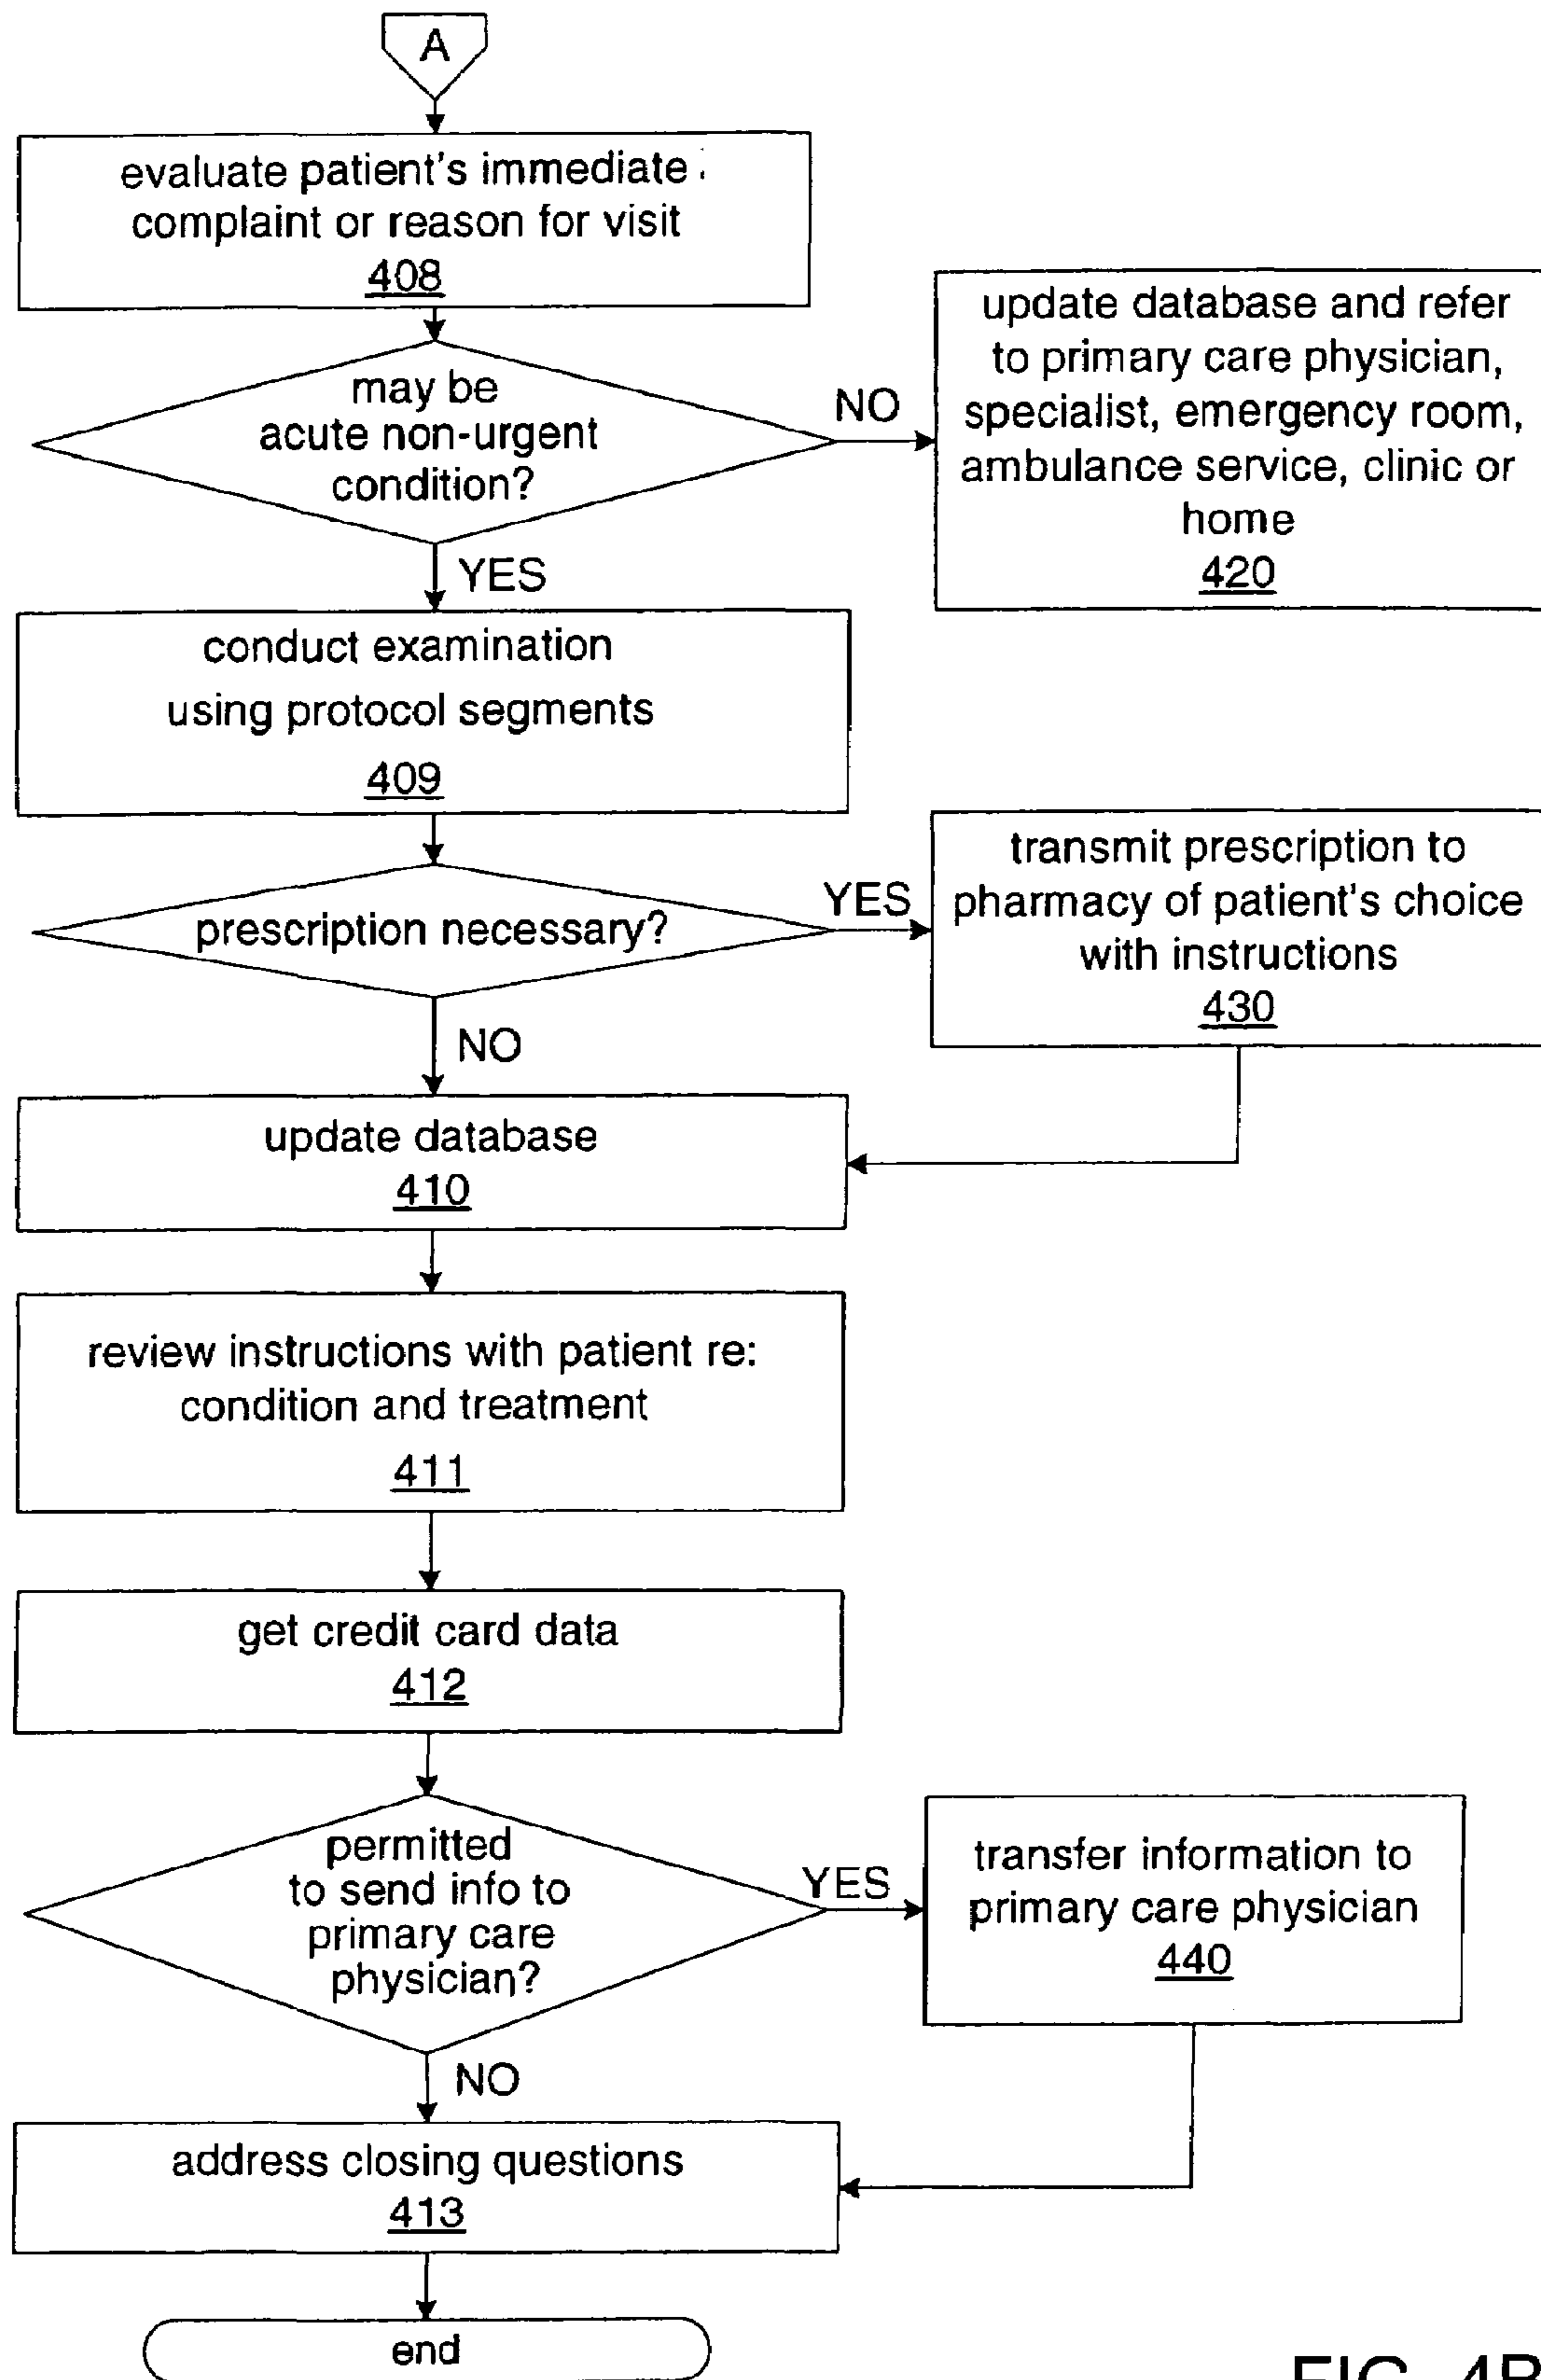 A
evaluate patient's immediate
complaint or reason for visit
408
may be
acute non-urgent
condition?
NO
update database and refer
to primary care physician,
specialist, emergency room,
ambulance service, clinic or
home
420
YES
conduct examination
using protocol segments
409
prescription necessary?
YES
transmit prescription to
pharmacy of patient's choice
with instructions
430
NO
update database
410
review instructions with patient re:
condition and treatment
411
get credit card data
412
permitted
to send info to
primary care
physician?
YES
transfer information to
primary care physician
440
NO
address closing questions
413
end
FIG. 4B